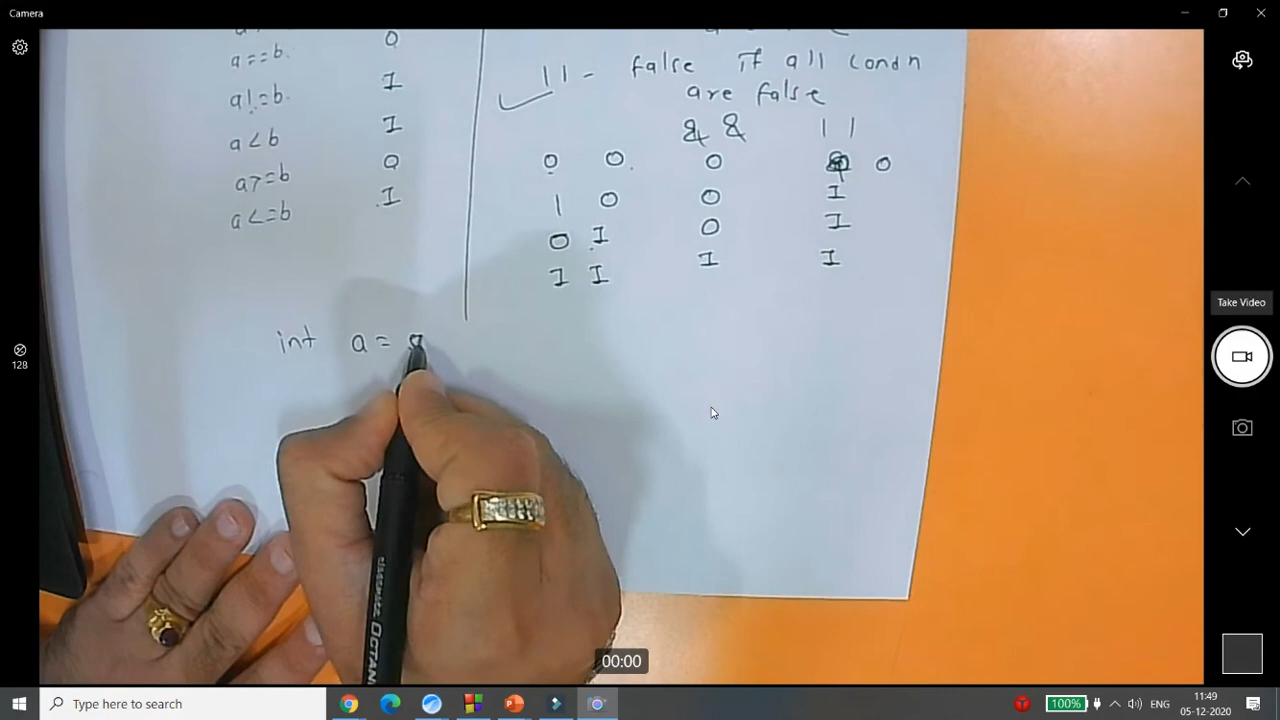 Camera
a==b. 0
a!=b. 1
a<b 1
a>=b 0
a<=b 1
|| - false if all condn
are false
&& ||
0 0 0 0
1 0 0 1
0 1 0 1
1 1 1 1
int a =
OCTANE
Take Video
128
00:00
Type here to search
100%
ENG
11:49
05-12-2020